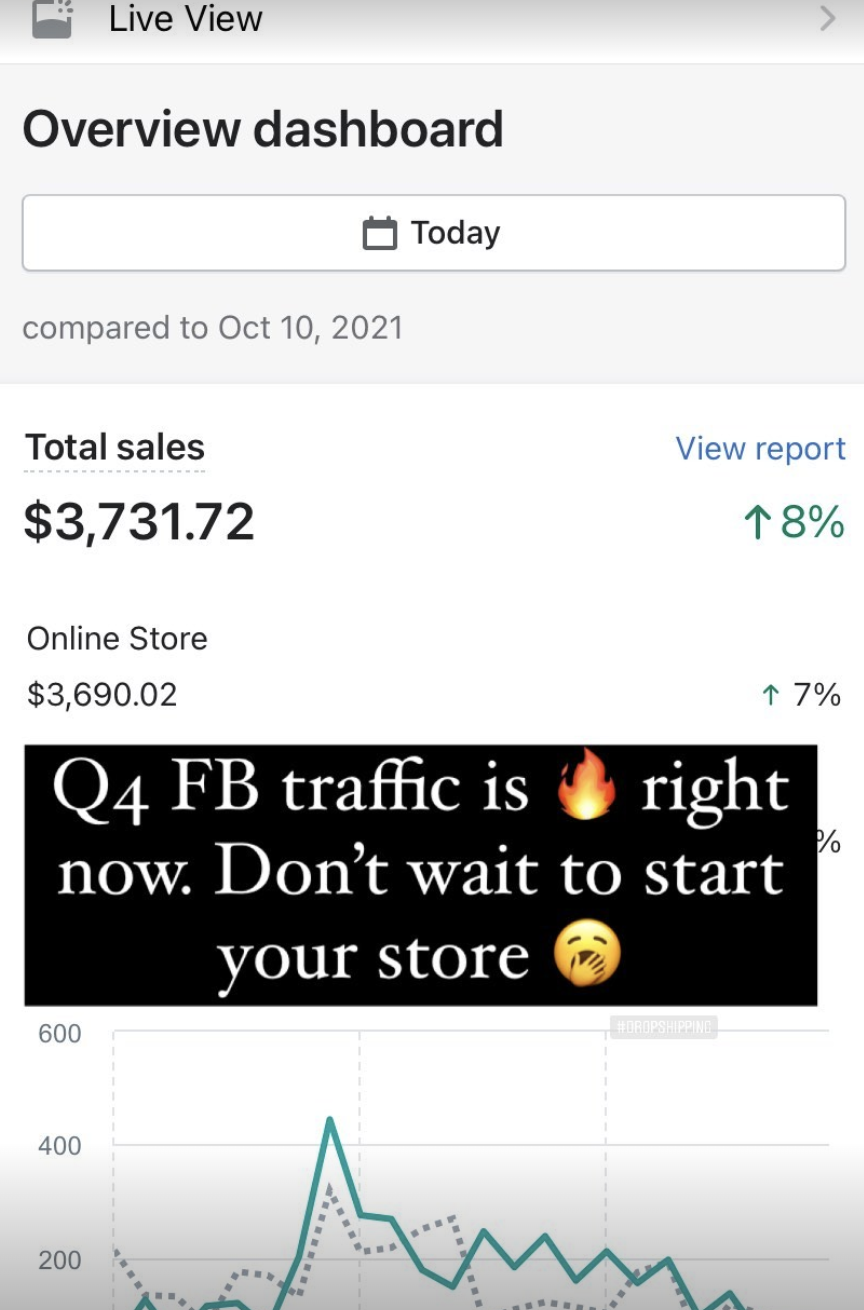 Live View
Overview dashboard
Today
compared to Oct 10, 2021
Total sales
View report
$3,731.72
↑ 8%
Online Store
$3,690.02
↑ 7%
Q4 FB traffic is 🔥 right
now. Don’t wait to start
your store 🥱
%
#DROPSHIPPING
600
400
200